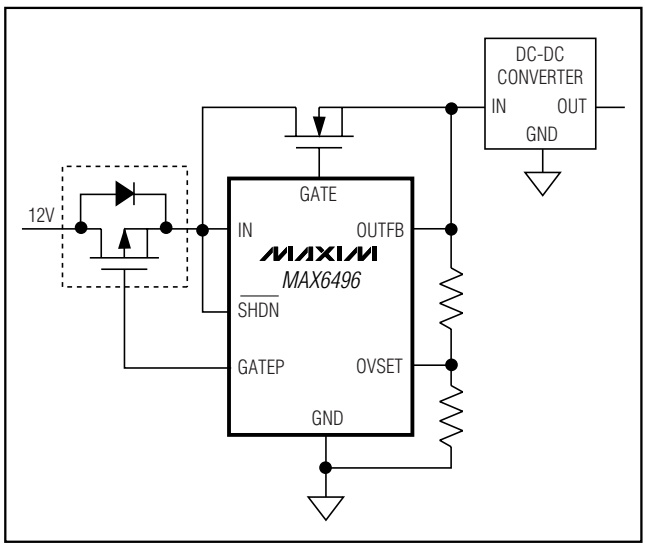 DC-DC
CONVERTER
IN OUT
GND
GATE
12V
IN OUTFB
MAXIM
MAX6496
SHDN
GATEP OVSET
GND